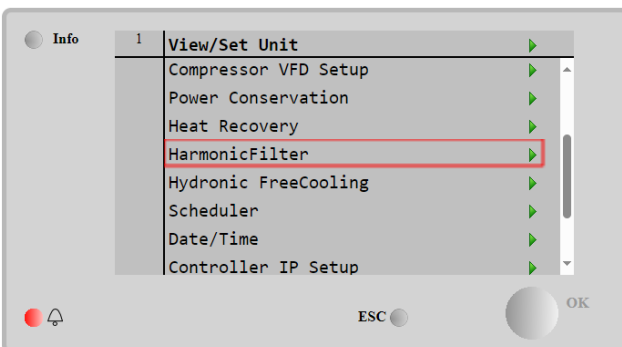 Info
1
View/Set Unit
Compressor VFD Setup
Power Conservation
Heat Recovery
HarmonicFilter
Hydronic FreeCooling
Scheduler
Date/Time
Controller IP Setup
ESC
OK